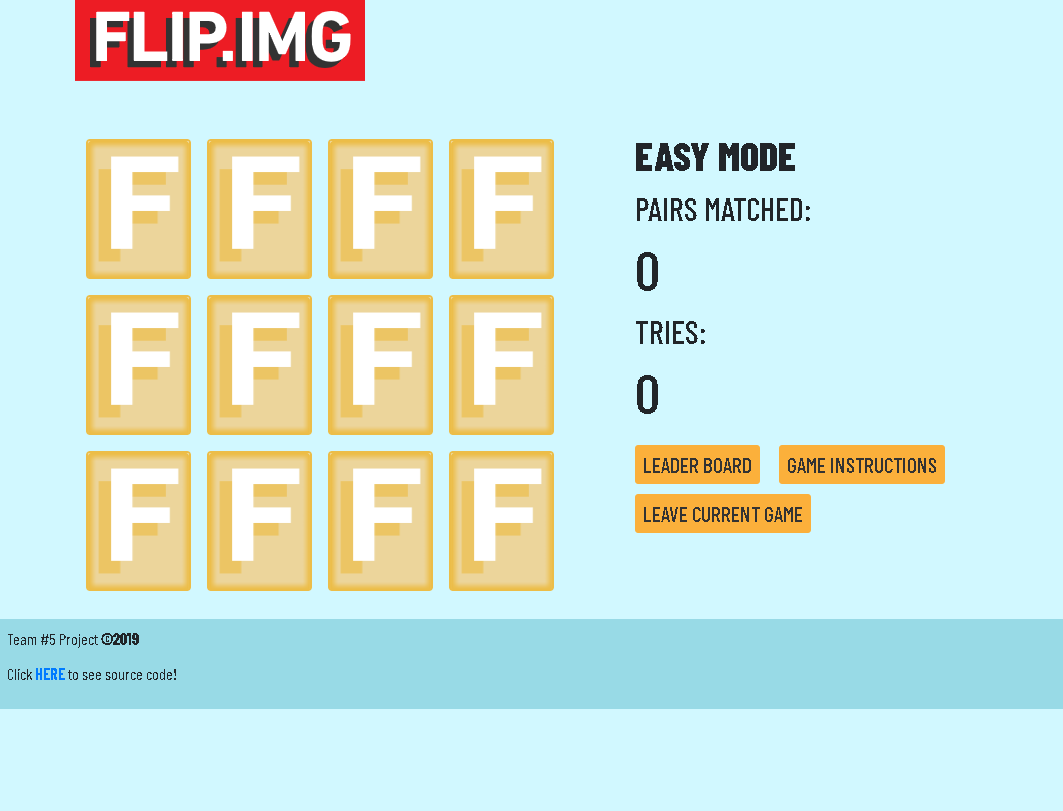 FLIP.IMG
F F F F
F F F F
F F F F
EASY MODE
PAIRS MATCHED:
0
TRIES:
0
LEADER BOARD
GAME INSTRUCTIONS
LEAVE CURRENT GAME
Team #5 Project ©2019
Click HERE to see source code!